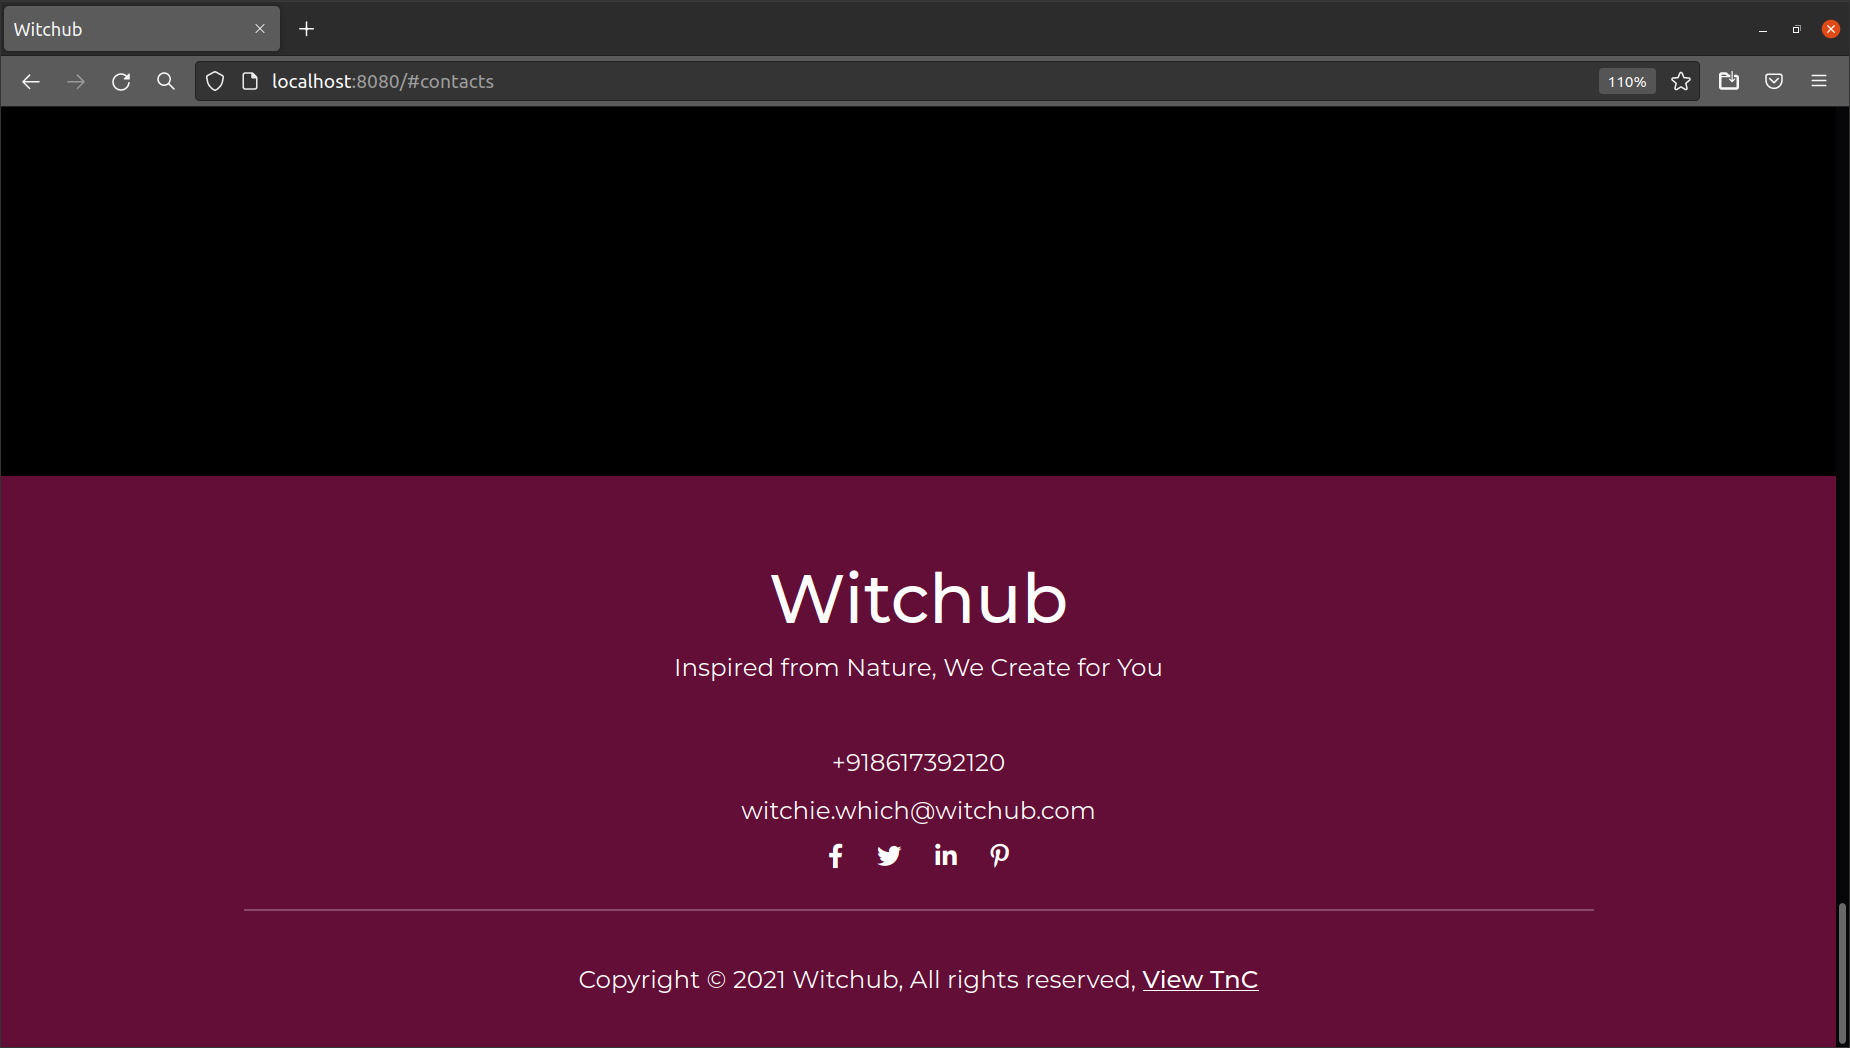 Witchub
localhost:8080/#contacts
110%
Witchub
Inspired from Nature, We Create for You
+918617392120
witchie.which@witchub.com
Copyright © 2021 Witchub, All rights reserved, View TnC